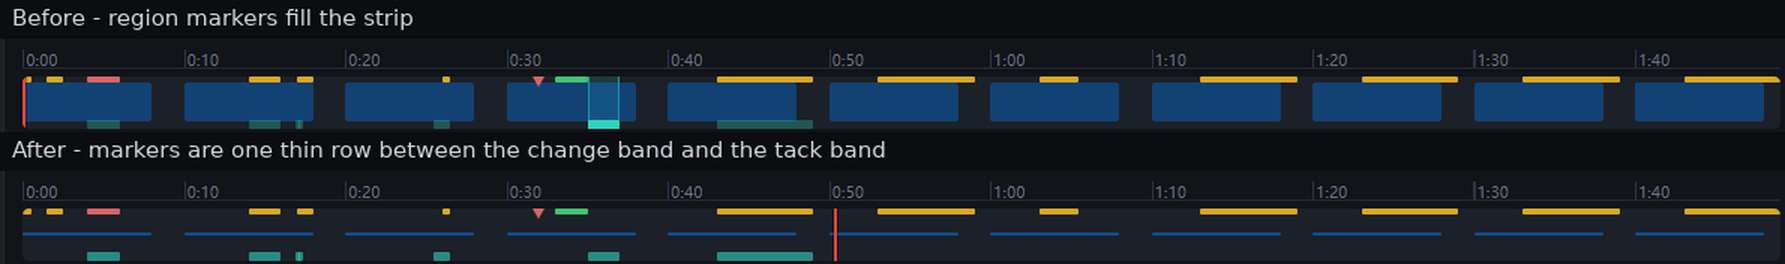 Before - region markers fill the strip
0:00 0:10 0:20 0:30 0:40 0:50 1:00 1:10 1:20 1:30 1:40
After - markers are one thin row between the change band and the tack band
0:00 0:10 0:20 0:30 0:40 0:50 1:00 1:10 1:20 1:30 1:40